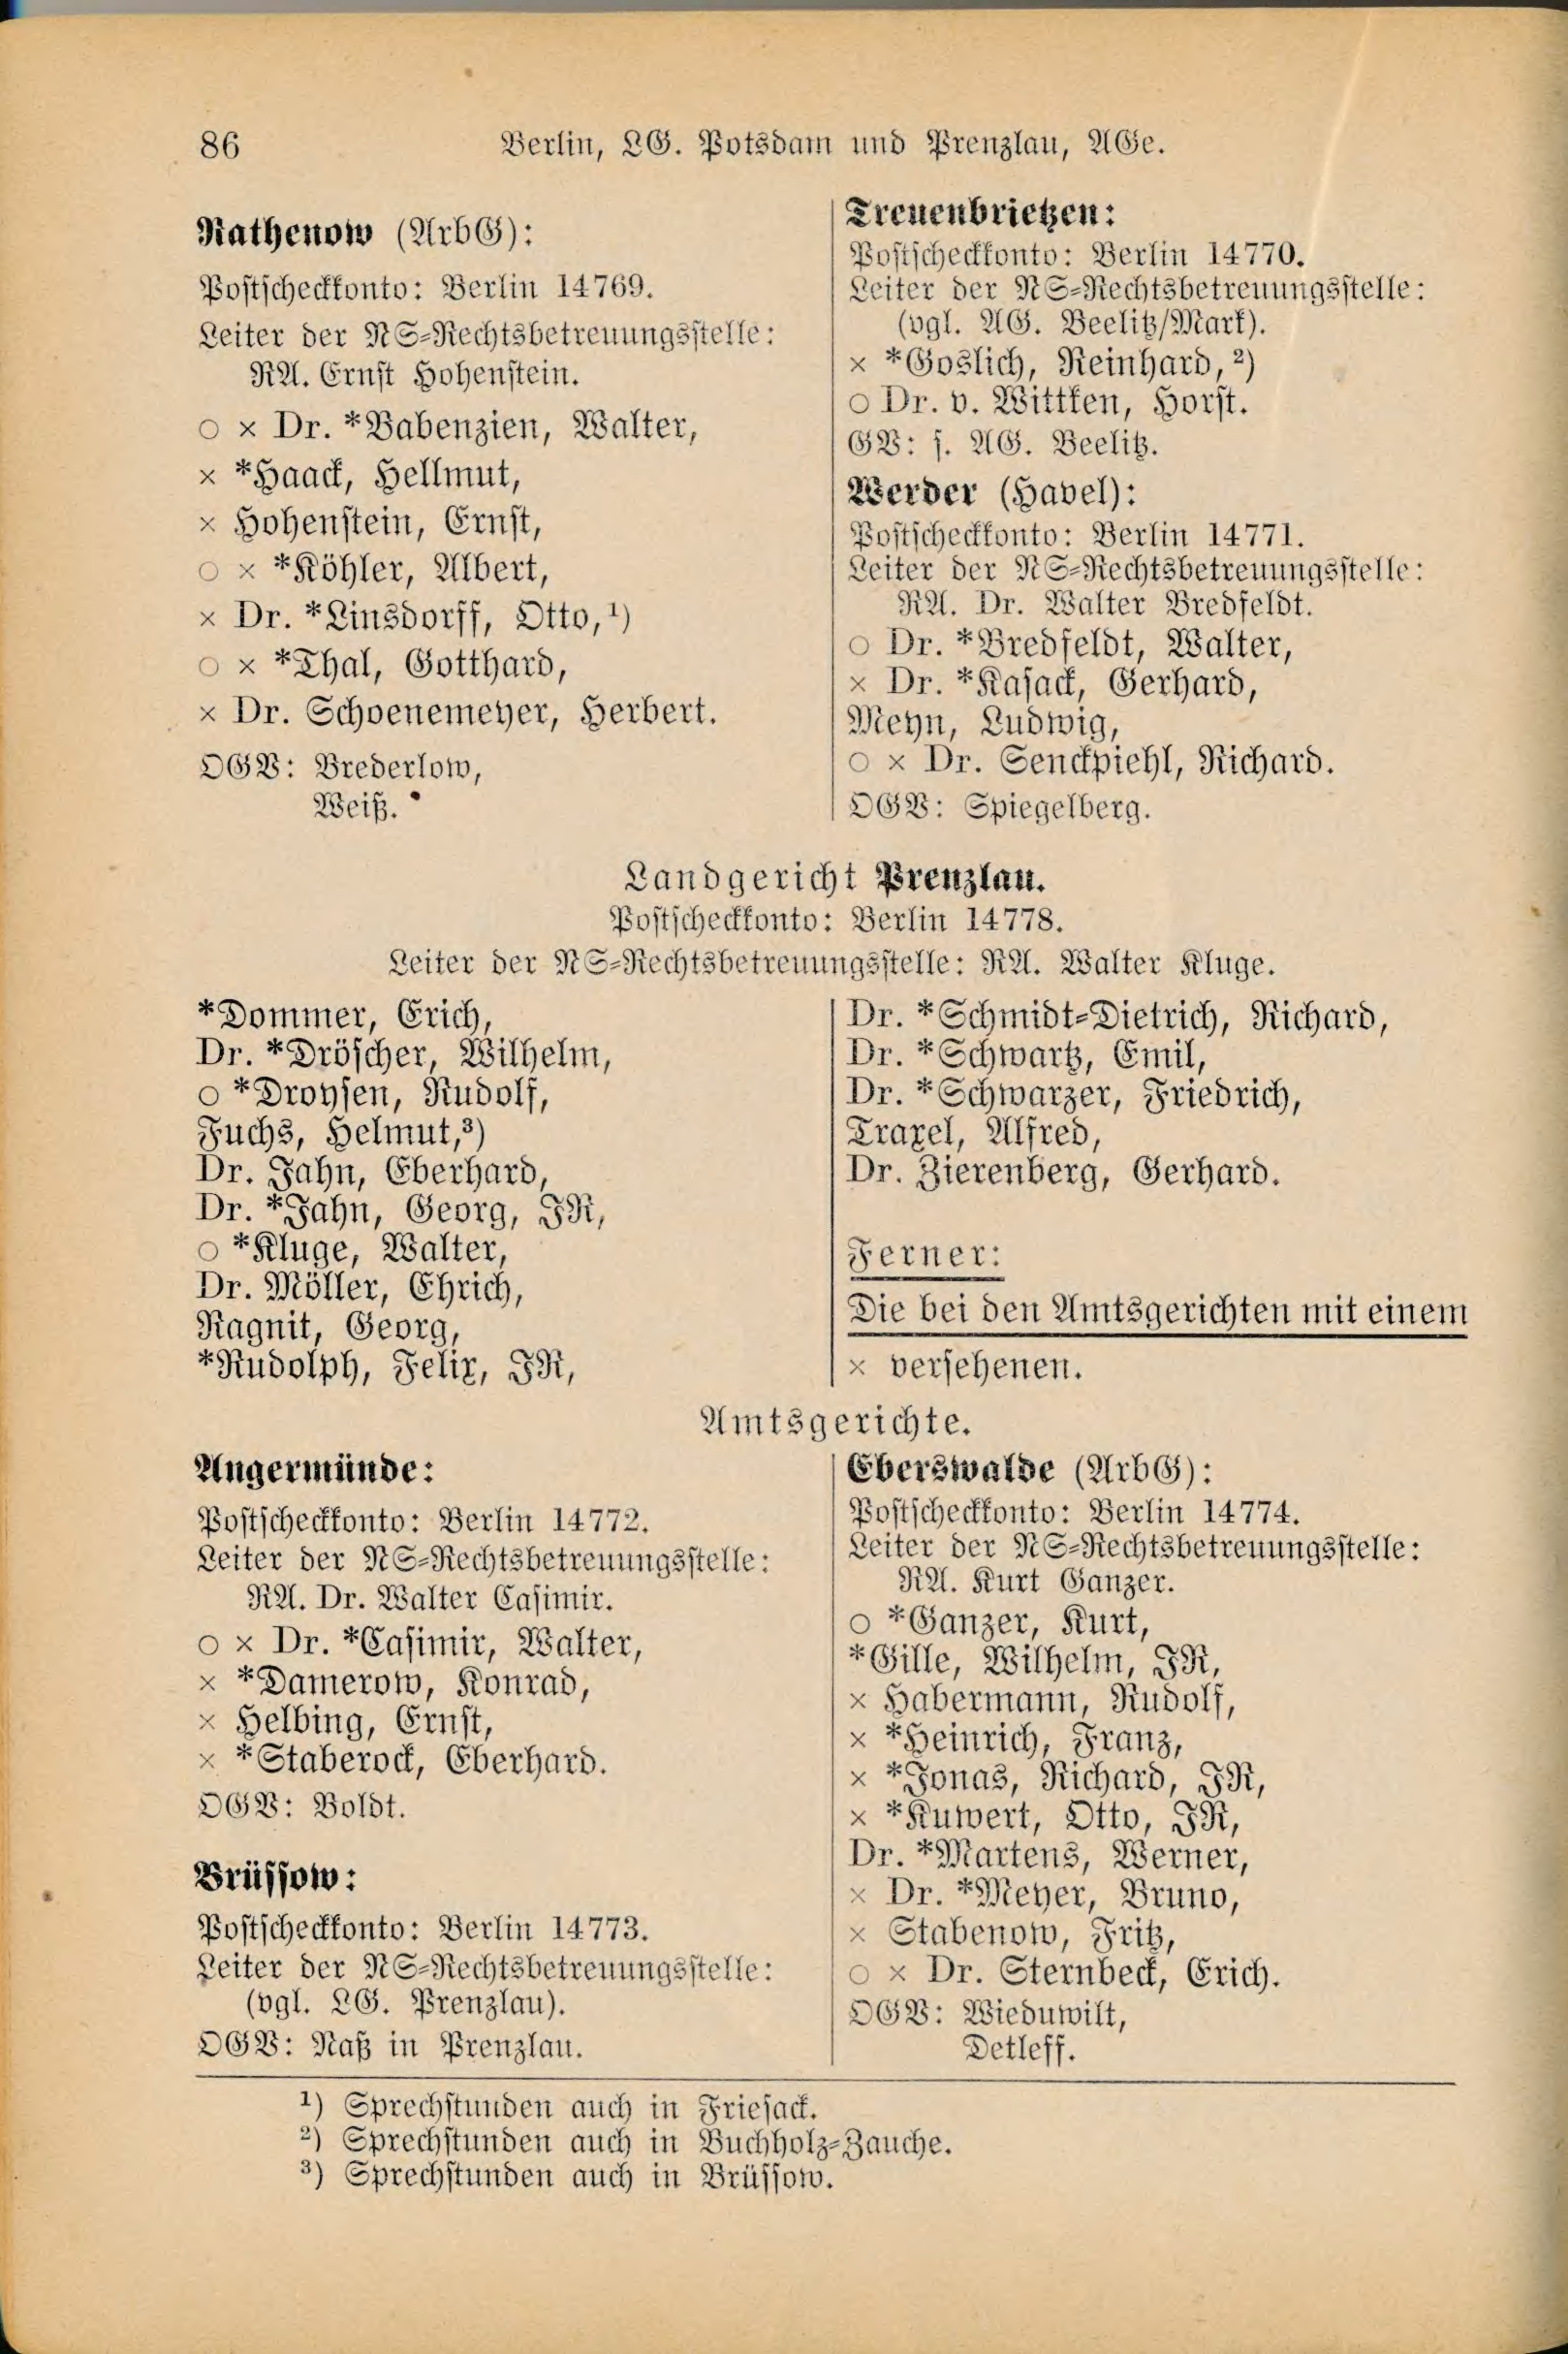 86
Berlin, LG. Potsdam und Prenzlau, AGe.
Rathenow (ArbG):
Postscheckkonto: Berlin 14769.
Leiter der NS-Rechtsbetreuungsstelle:
RA. Ernst Hohenstein.
○ × Dr. *Babenzien, Walter,
× *Haack, Hellmut,
× Hohenstein, Ernst,
○ × *Köhler, Albert,
× Dr. *Linsdorff, Otto,¹)
○ × *Thal, Gotthard,
× Dr. Schoenemeyer, Herbert.
OGV: Brederlow,
Weiß.
Treuenbrietzen:
Postscheckkonto: Berlin 14770.
Leiter der NS-Rechtsbetreuungsstelle:
(vgl. AG. Beelitz/Mark).
× *Goslich, Reinhard,²)
○ Dr. v. Wittken, Horst.
GV: s. AG. Beelitz.
Werder (Havel):
Postscheckkonto: Berlin 14771.
Leiter der NS-Rechtsbetreuungsstelle:
RA. Dr. Walter Bredfeldt.
○ Dr. *Bredfeldt, Walter,
× Dr. *Kasack, Gerhard,
Meyn, Ludwig,
○ × Dr. Senckpiehl, Richard.
OGV: Spiegelberg.
Landgericht Prenzlau.
Postscheckkonto: Berlin 14778.
Leiter der NS-Rechtsbetreuungsstelle: RA. Walter Kluge.
*Dommer, Erich,
Dr. *Dröscher, Wilhelm,
○ *Droysen, Rudolf,
Fuchs, Helmut,³)
Dr. Jahn, Eberhard,
Dr. *Jahn, Georg, JR,
○ *Kluge, Walter,
Dr. Möller, Ehrich,
Ragnit, Georg,
*Rudolph, Felix, JR,
Dr. *Schmidt-Dietrich, Richard,
Dr. *Schwartz, Emil,
Dr. *Schwarzer, Friedrich,
Traxel, Alfred,
Dr. Zierenberg, Gerhard.
Ferner:
Die bei den Amtsgerichten mit einem
× versehenen.
Amtsgerichte.
Angermünde:
Postscheckkonto: Berlin 14772.
Leiter der NS-Rechtsbetreuungsstelle:
RA. Dr. Walter Casimir.
○ × Dr. *Casimir, Walter,
× *Damerow, Konrad,
× Helbing, Ernst,
× *Staberock, Eberhard.
OGV: Boldt.
Brüssow:
Postscheckkonto: Berlin 14773.
Leiter der NS-Rechtsbetreuungsstelle:
(vgl. LG. Prenzlau).
OGV: Naß in Prenzlau.
Eberswalde (ArbG):
Postscheckkonto: Berlin 14774.
Leiter der NS-Rechtsbetreuungsstelle:
RA. Kurt Ganzer.
○ *Ganzer, Kurt,
*Gille, Wilhelm, JR,
× Habermann, Rudolf,
× *Heinrich, Franz,
× *Jonas, Richard, JR,
× *Kuwert, Otto, JR,
Dr. *Martens, Werner,
× Dr. *Meyer, Bruno,
× Stabenow, Fritz,
○ × Dr. Sternbeck, Erich.
OGV: Wieduwilt,
Detleff.
¹) Sprechstunden auch in Friesack.
²) Sprechstunden auch in Buchholz-Zauche.
³) Sprechstunden auch in Brüssow.